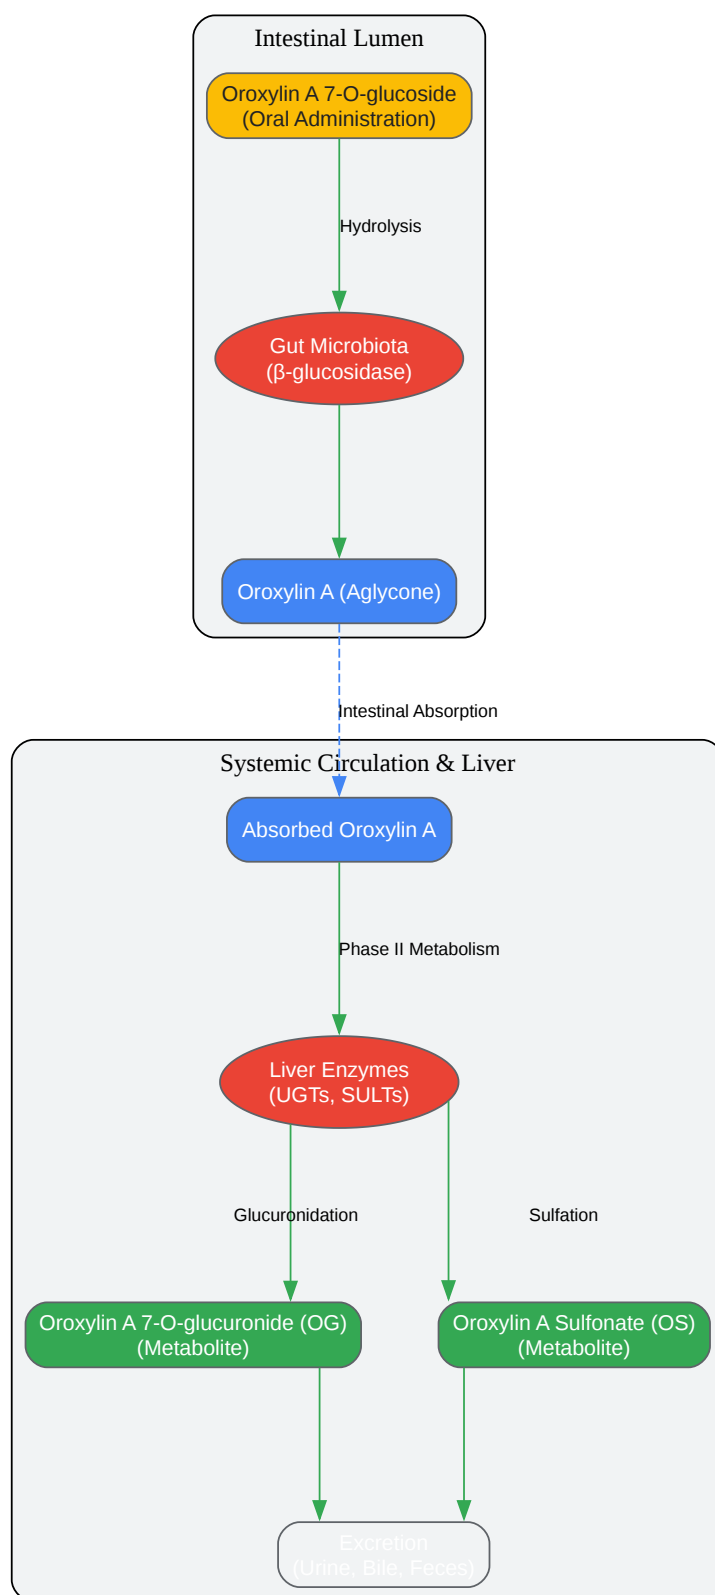 Intestinal Lumen
Oroxylin A 7-O-glucoside
(Oral Administration)
Hydrolysis
Gut Microbiota
(β-glucosidase)
Oroxylin A (Aglycone)
Intestinal Absorption
Systemic Circulation & Liver
Absorbed Oroxylin A
Phase II Metabolism
Liver Enzymes
(UGTs, SULTs)
Glucuronidation
Sulfation
Oroxylin A 7-O-glucuronide (OG)
(Metabolite)
Oroxylin A Sulfonate (OS)
(Metabolite)
Excretion
(Urine, Bile, Feces)